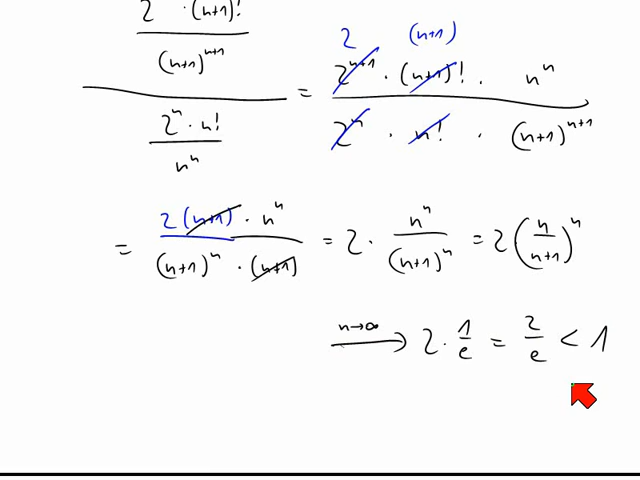 2 · (n+1)!
(n+1)^{n+1}
2^n · n!
n^n
= 2 (n+1)
2^{n+1} · (n+1)! · n^n
2^n · n! · (n+1)^{n+1}
= 2(n+1) · n^n / (n+1)^n · (n+1) = 2 · n^n / (n+1)^n = 2 (n / n+1)^n
n→∞ ⟶ 2 · 1/e = 2/e < 1